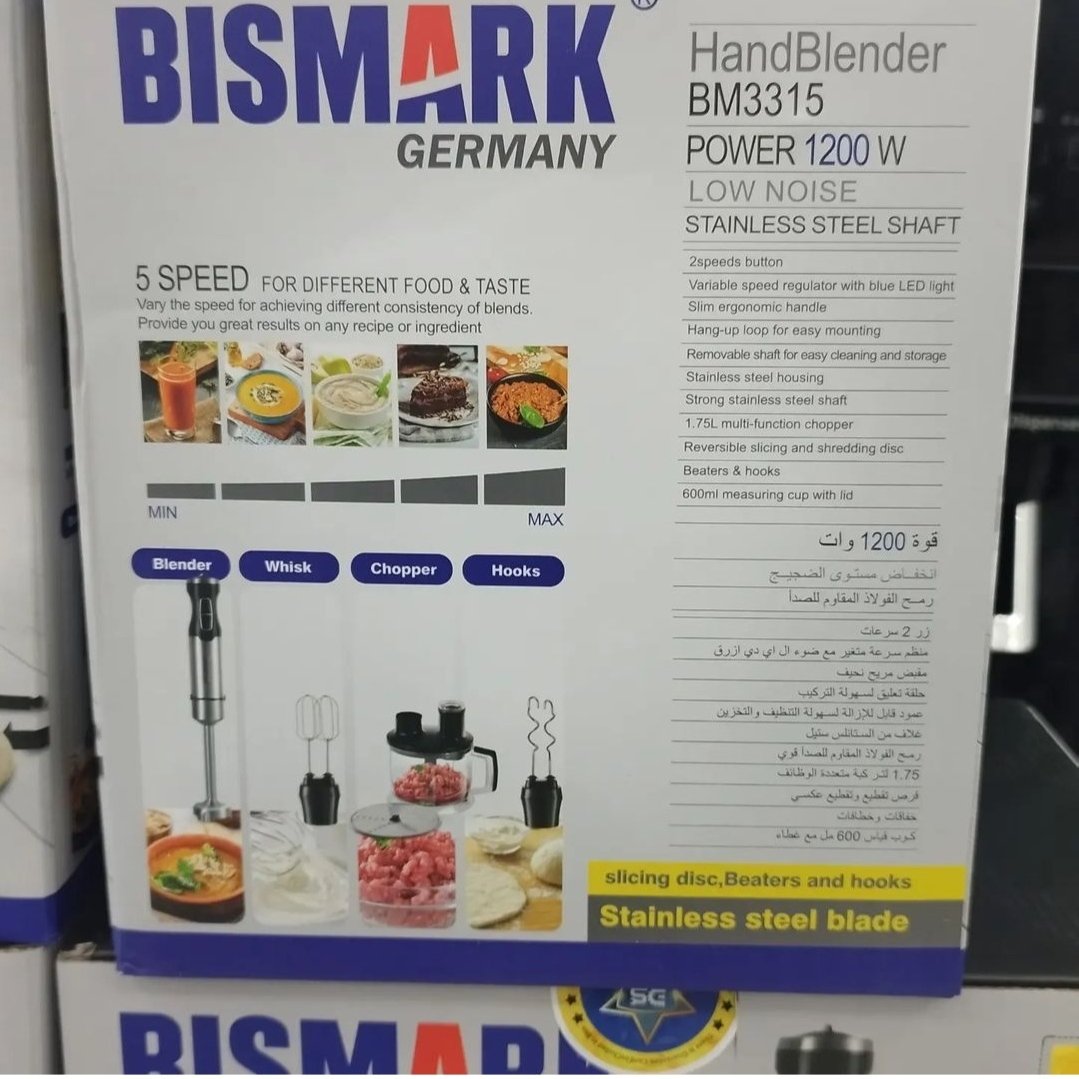 BISMARK ®
GERMANY
HandBlender
BM3315
POWER 1200 W
LOW NOISE
STAINLESS STEEL SHAFT
2speeds button
Variable speed regulator with blue LED light
Slim ergonomic handle
Hang-up loop for easy mounting
Removable shaft for easy cleaning and storage
Stainless steel housing
Strong stainless steel shaft
1.75L multi-function chopper
Reversible slicing and shredding disc
Beaters & hooks
600ml measuring cup with lid
قوة 1200 وات
انخفاض مستوى الضجيج
رمح الفولاذ المقاوم للصدأ
زر 2 سرعات
منظم سرعة متغير مع ضوء ال اي دي ازرق
مقبض مريح نحيف
حلقة تعليق لسهولة التركيب
عمود قابل للإزالة لسهولة التنظيف والتخزين
غلاف من الستانلس ستيل
رمح الفولاذ المقاوم للصدأ قوي
1.75 لتر كبة متعددة الوظائف
قرص تقطيع وتقطيع عكسي
خفاقات وخطافات
كوب قياس 600 مل مع غطاء
5 SPEED FOR DIFFERENT FOOD & TASTE
Vary the speed for achieving different consistency of blends.
Provide you great results on any recipe or ingredient
MIN
MAX
Blender
Whisk
Chopper
Hooks
slicing disc,Beaters and hooks
Stainless steel blade
BISMARK
SG